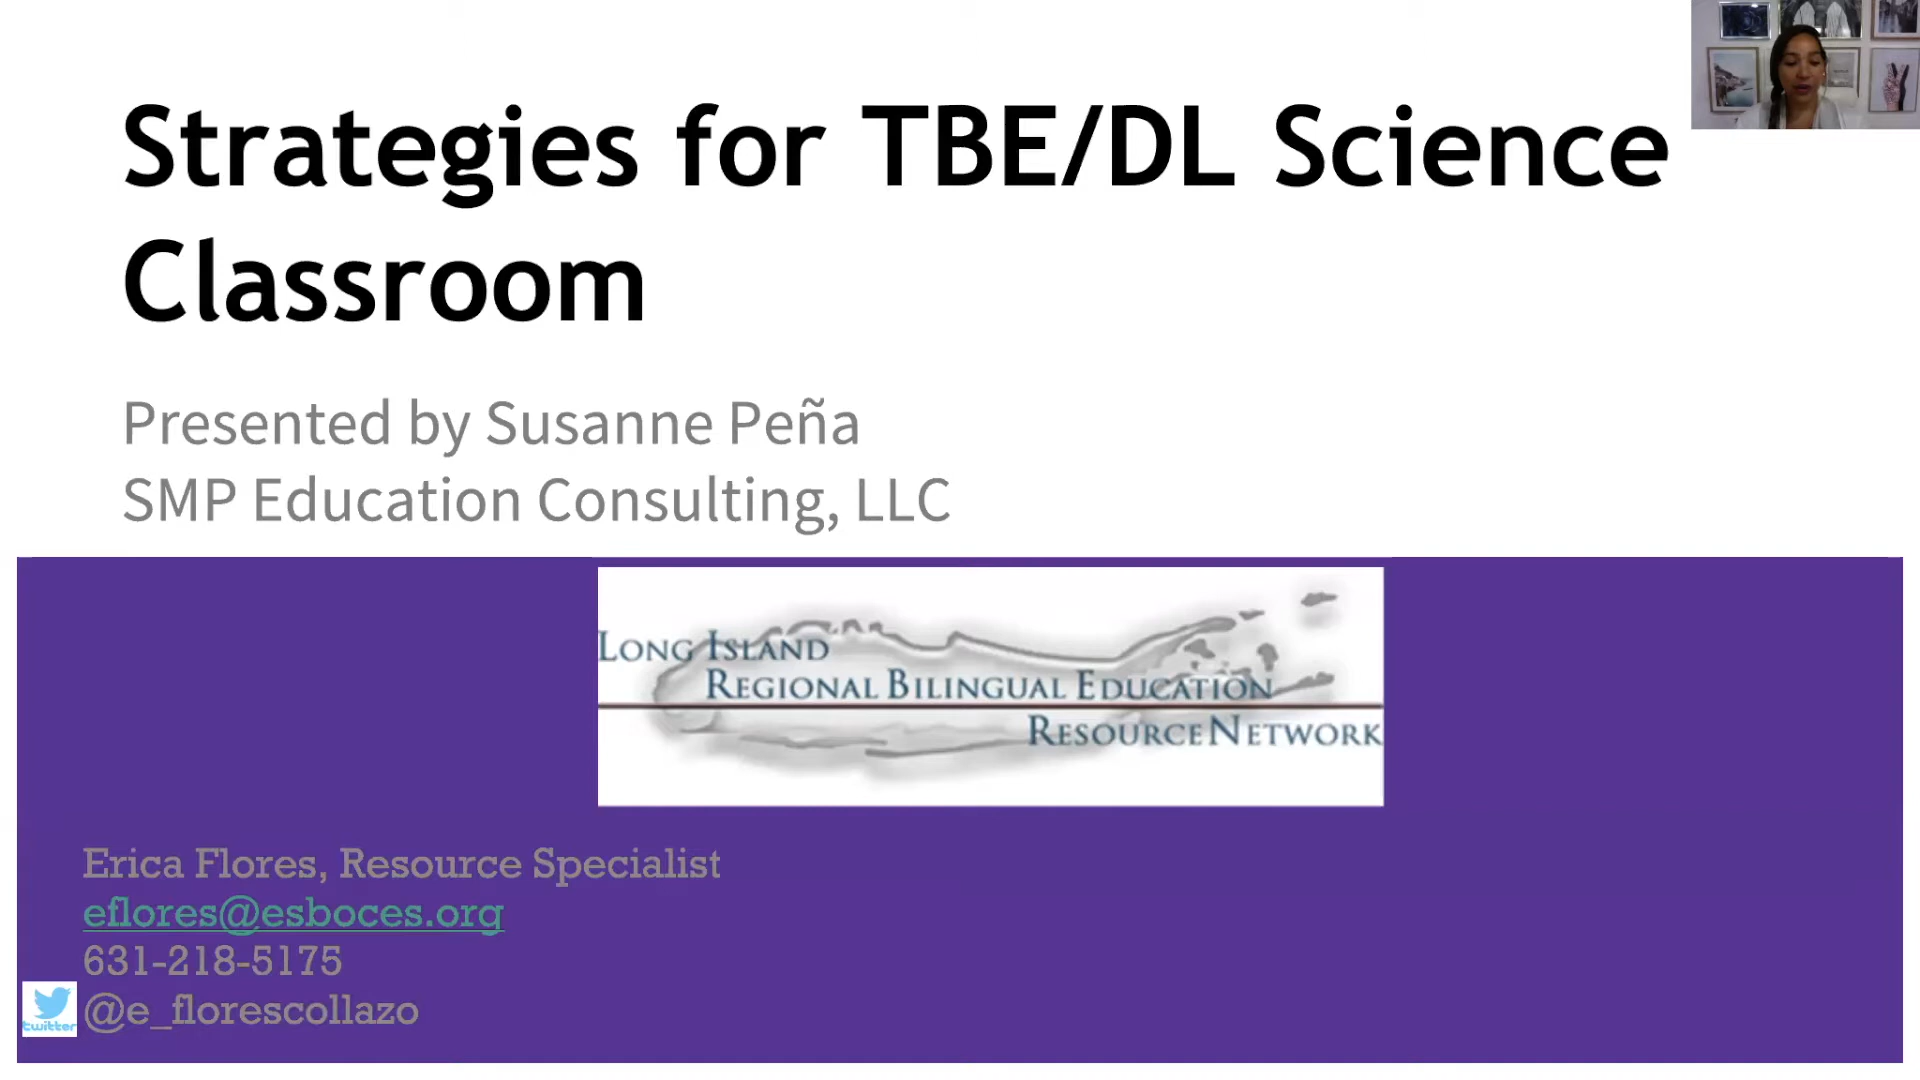 Strategies for TBE/DL Science
Classroom
Presented by Susanne Peña
SMP Education Consulting, LLC
LONG ISLAND
REGIONAL BILINGUAL EDUCATION
RESOURCE NETWORK
Erica Flores, Resource Specialist
eflores@esboces.org
631-218-5175
twitter
@e_florescollazo